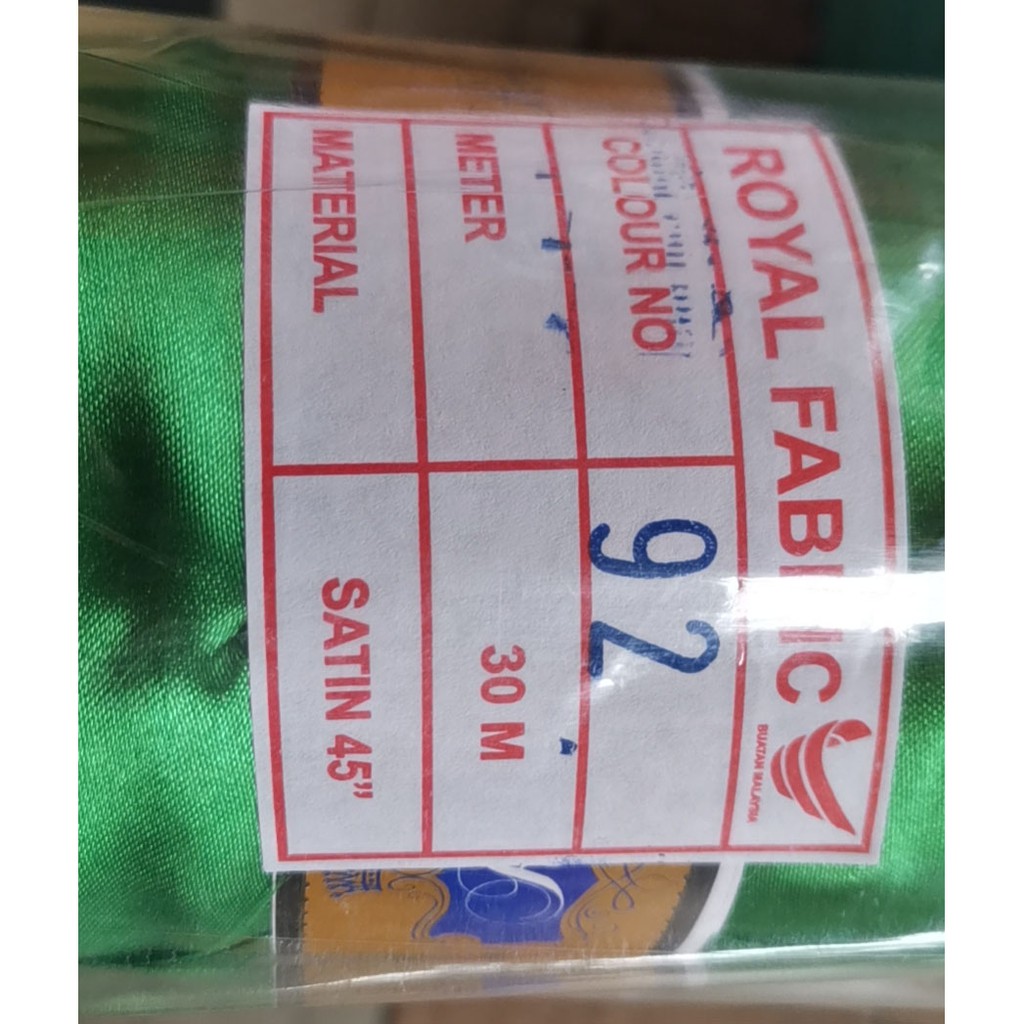 ROYAL FABRIC
BUATAN MALAYSIA
COLOUR NO 92
METER 30 M
MATERIAL SATIN 45”